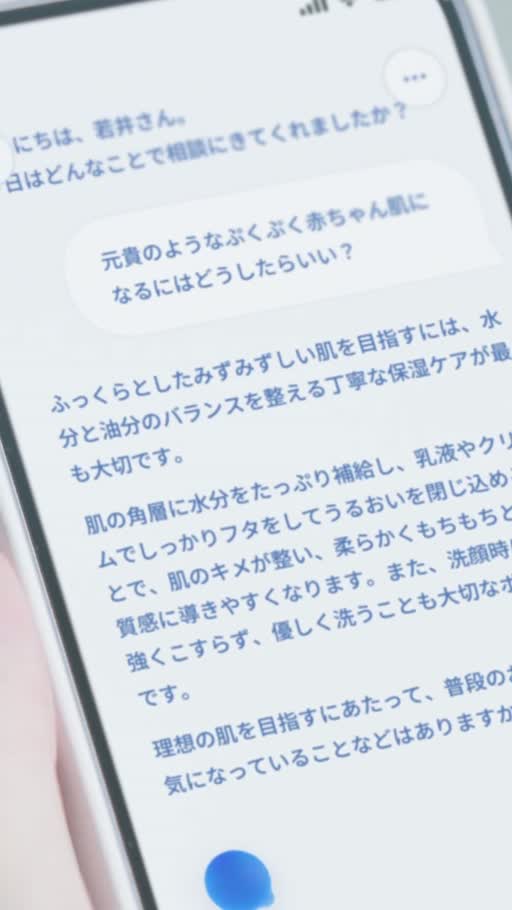 にちは、若井さん。
日はどんなことで相談にきてくれましたか？
元貴のようなぷくぷく赤ちゃん肌に
なるにはどうしたらいい？
ふっくらとしたみずみずしい肌を目指すには、水
分と油分のバランスを整える丁寧な保湿ケアが最
も大切です。
肌の角層に水分をたっぷり補給し、乳液やクリ
ムでしっかりフタをしてうるおいを閉じ込め
とで、肌のキメが整い、柔らかくもちもちと
質感に導きやすくなります。また、洗顔時
強くこすらず、優しく洗うことも大切なポ
です。
理想の肌を目指すにあたって、普段のお
気になっていることなどはありますか